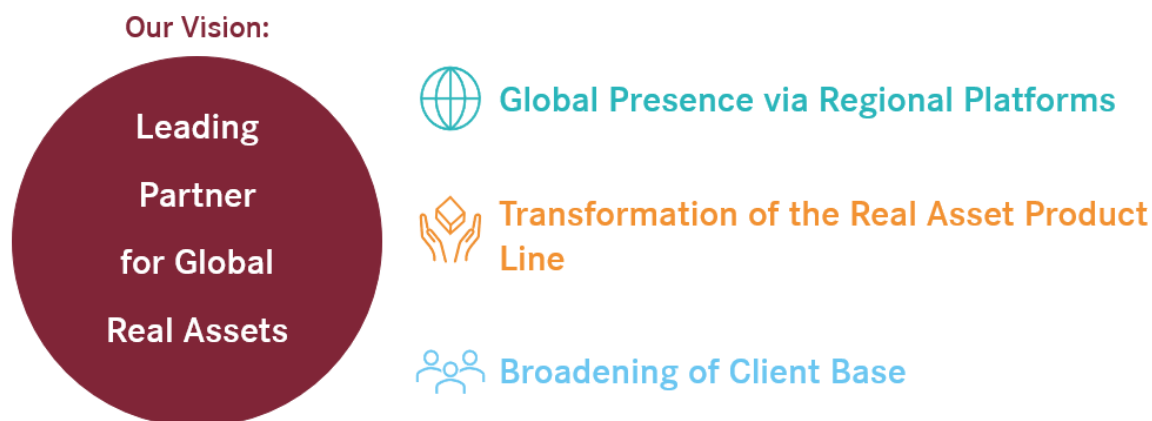 Our Vision:
Leading
Partner
for Global
Real Assets
Global Presence via Regional Platforms
Transformation of the Real Asset Product
Line
Broadening of Client Base